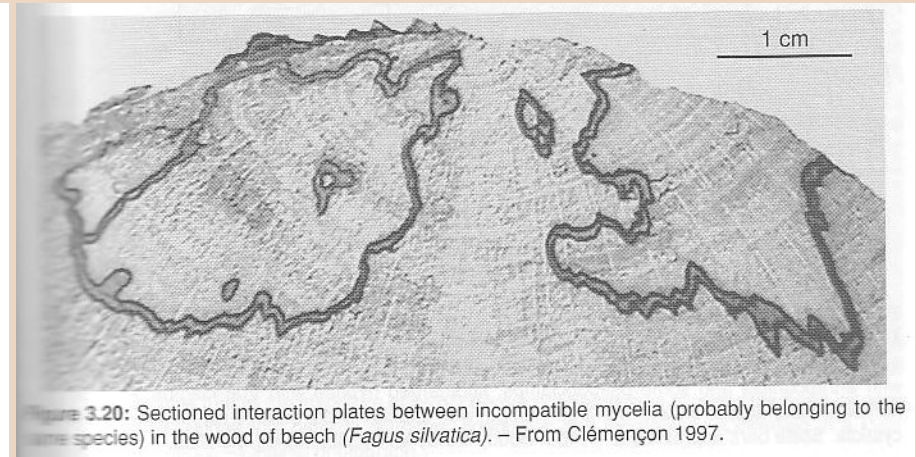 1 cm
3.20: Sectioned interaction plates between incompatible mycelia (probably belonging to the
species) in the wood of beech (Fagus silvatica). – From Clémençon 1997.